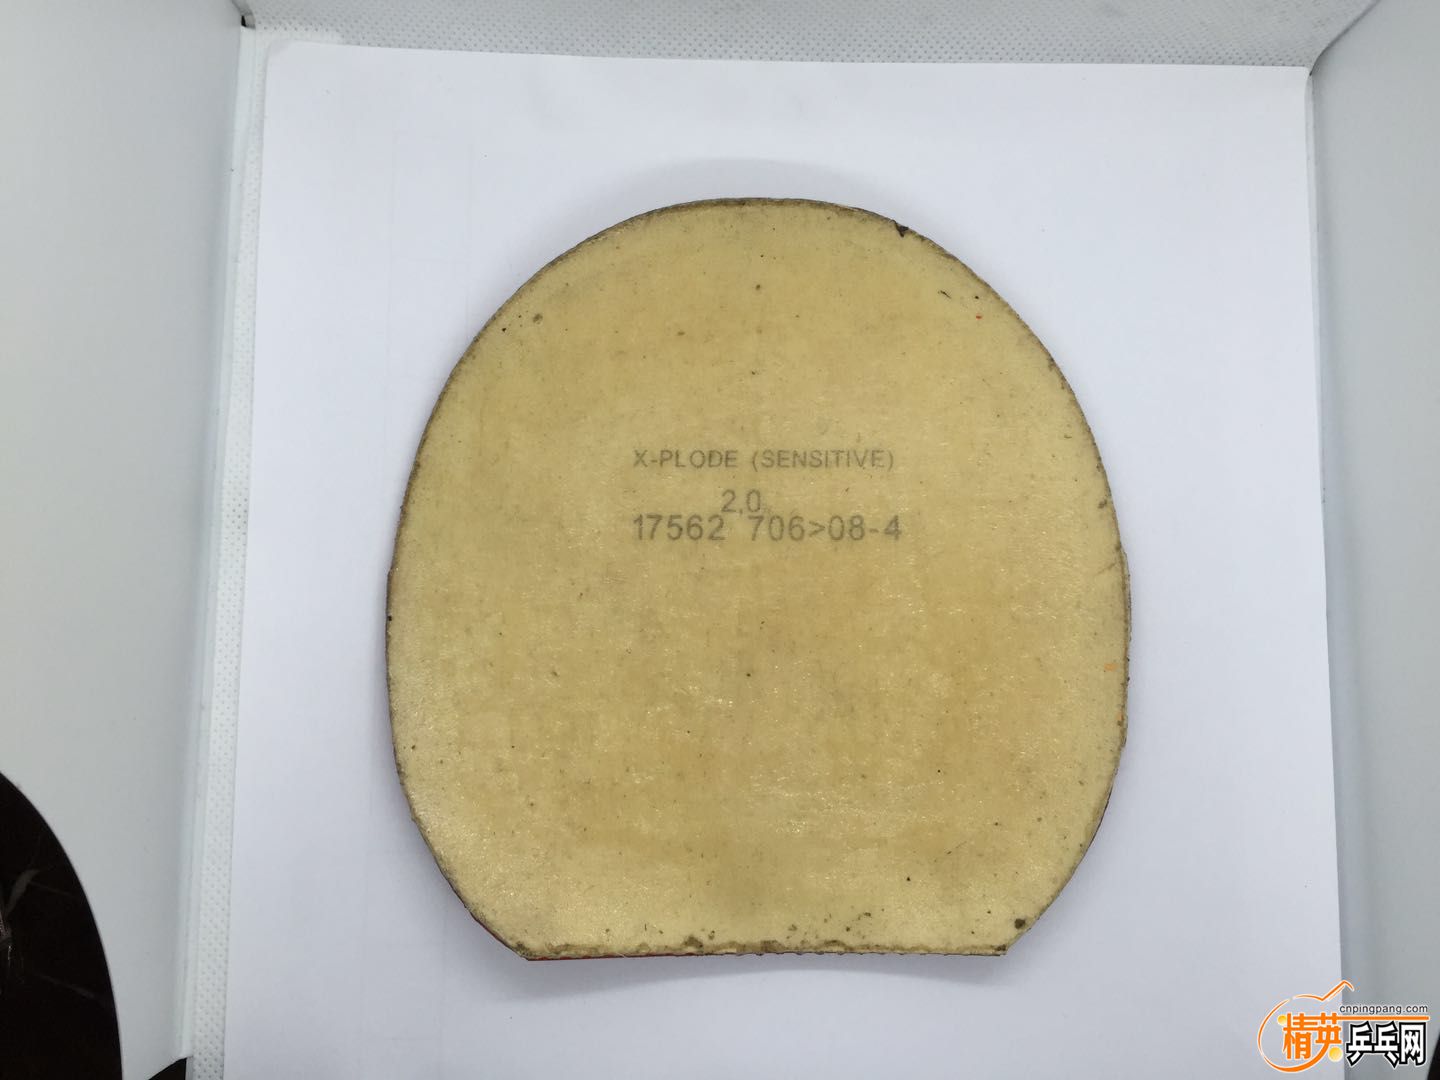 X-PLODE (SENSITIVE)
2,0
17562 706>08-4
cnpingpang.com
精英乒乓网